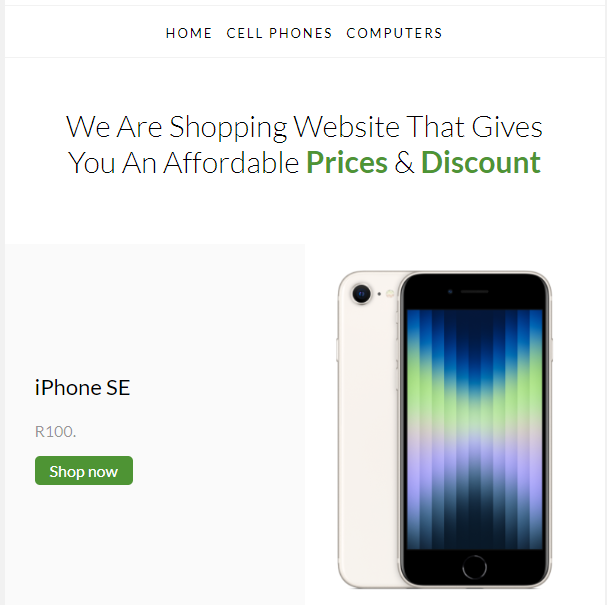 HOME CELL PHONES COMPUTERS
We Are Shopping Website That Gives
You An Affordable Prices & Discount
iPhone SE
R100.
Shop now